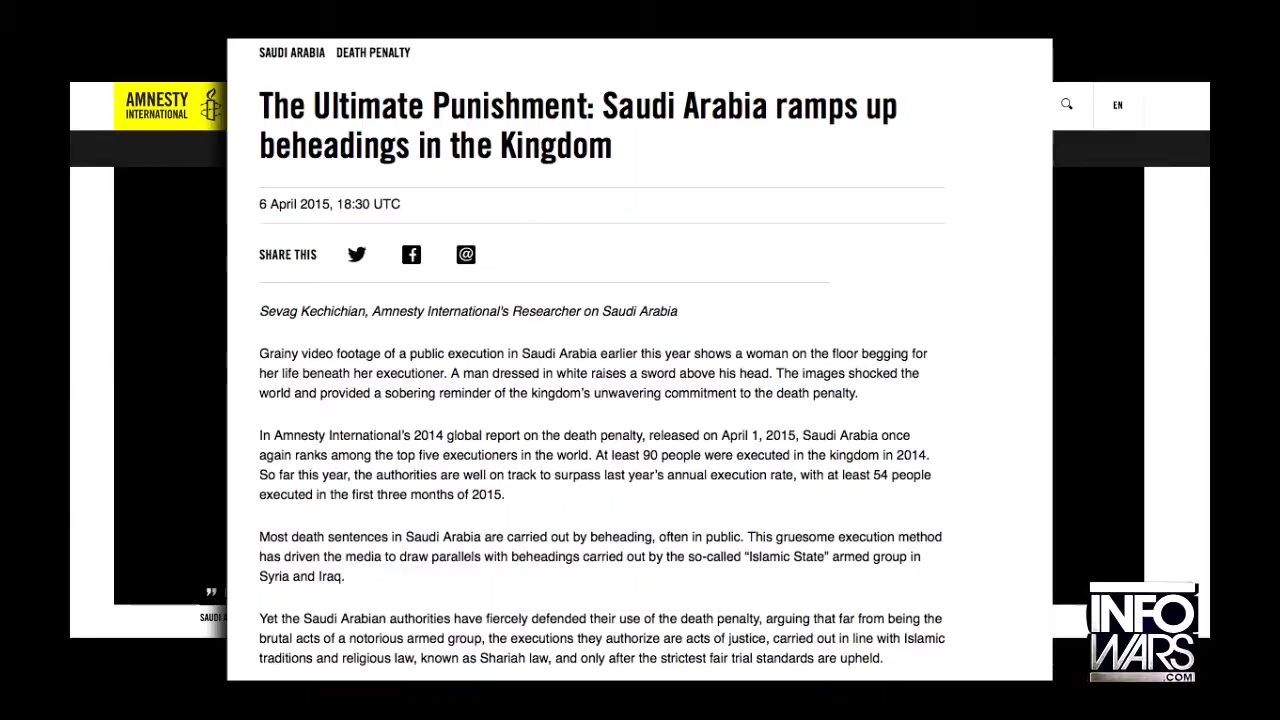 SAUDI ARABIA DEATH PENALTY
AMNESTY
INTERNATIONAL
EN
The Ultimate Punishment: Saudi Arabia ramps up
beheadings in the Kingdom
6 April 2015, 18:30 UTC
SHARE THIS
Sevag Kechichian, Amnesty International's Researcher on Saudi Arabia
Grainy video footage of a public execution in Saudi Arabia earlier this year shows a woman on the floor begging for
her life beneath her executioner. A man dressed in white raises a sword above his head. The images shocked the
world and provided a sobering reminder of the kingdom's unwavering commitment to the death penalty.
In Amnesty International's 2014 global report on the death penalty, released on April 1, 2015, Saudi Arabia once
again ranks among the top five executioners in the world. At least 90 people were executed in the kingdom in 2014.
So far this year, the authorities are well on track to surpass last year's annual execution rate, with at least 54 people
executed in the first three months of 2015.
Most death sentences in Saudi Arabia are carried out by beheading, often in public. This gruesome execution method
has driven the media to draw parallels with beheadings carried out by the so-called “Islamic State” armed group in
Syria and Iraq.
Yet the Saudi Arabian authorities have fiercely defended their use of the death penalty, arguing that far from being the
brutal acts of a notorious armed group, the executions they authorize are acts of justice, carried out in line with Islamic
traditions and religious law, known as Shariah law, and only after the strictest fair trial standards are upheld.
SAUDI
INFO
WARS
.COM